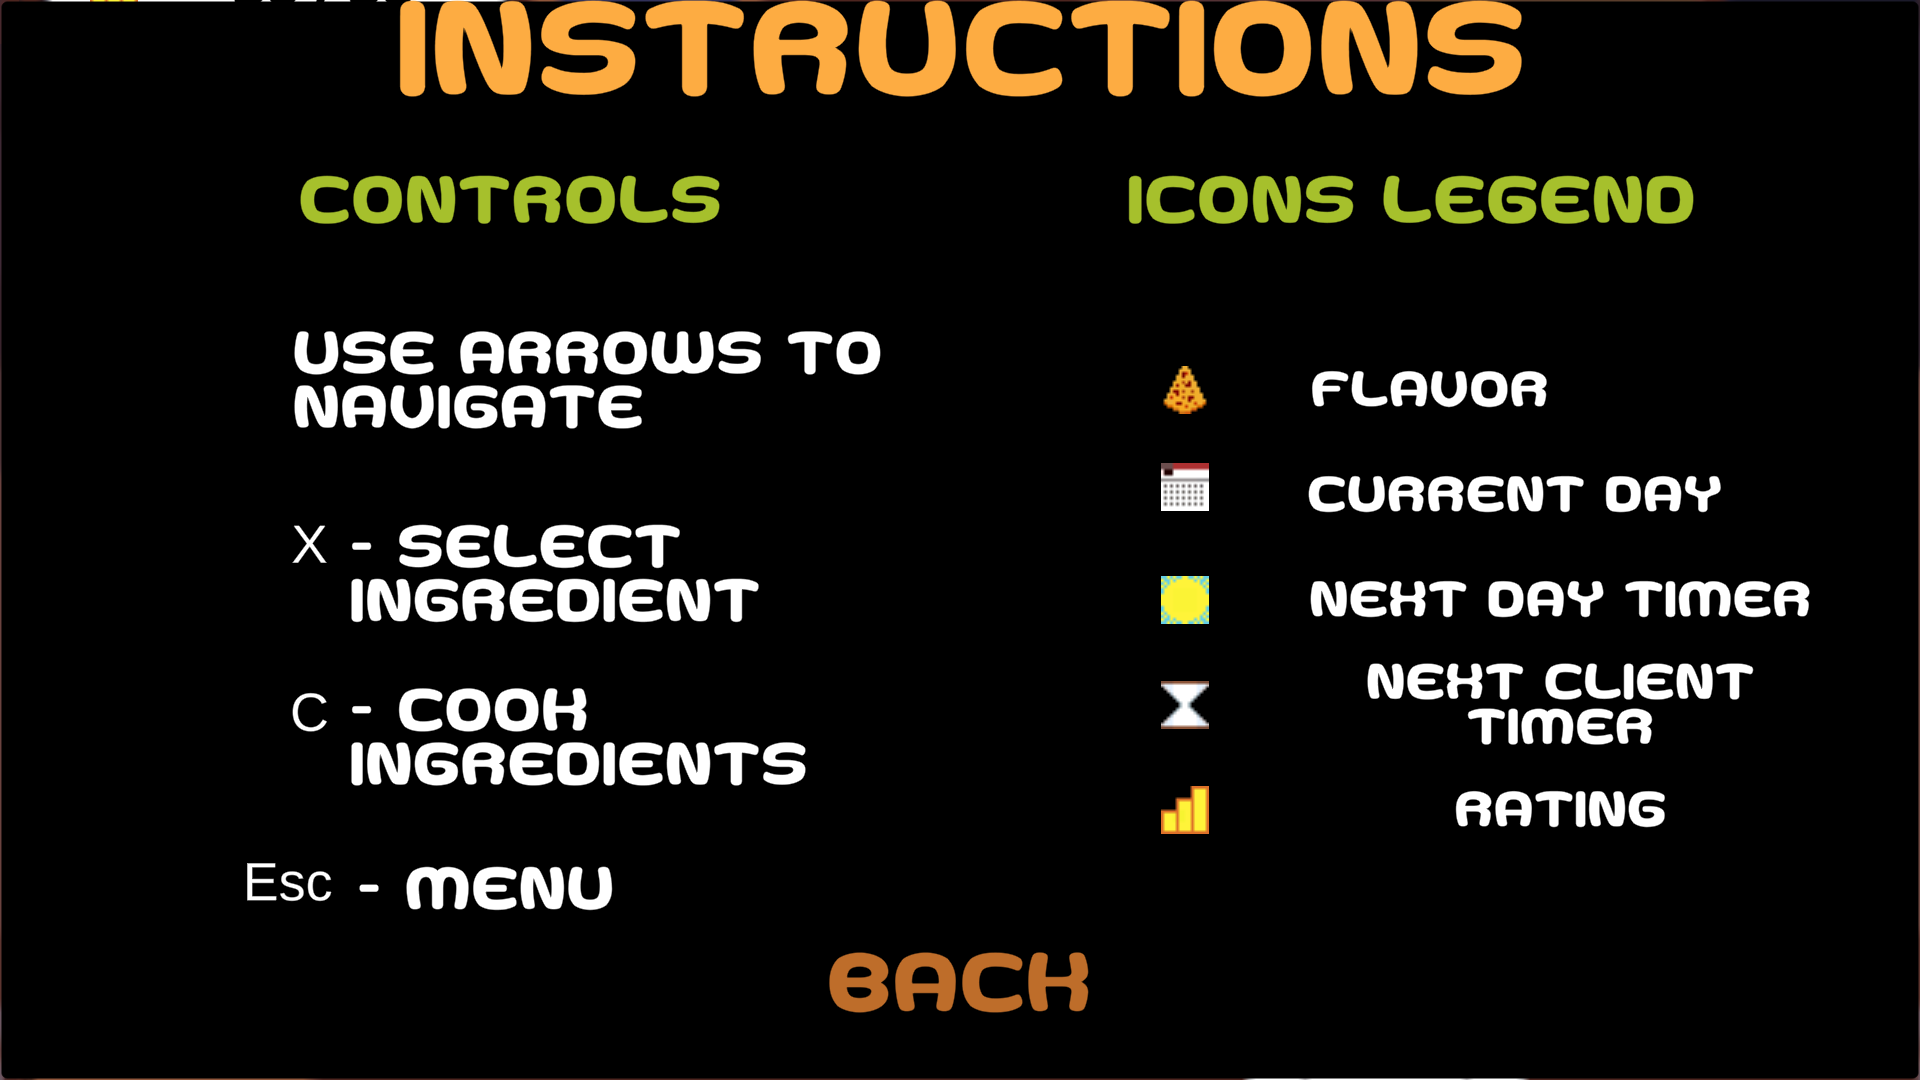 INSTRUCTIONS
CONTROLS
USE ARROWS TO
NAVIGATE
X - SELECT
INGREDIENT
C - COOK
INGREDIENTS
Esc - MENU
ICONS LEGEND
FLAVOR
CURRENT DAY
NEXT DAY TIMER
NEXT CLIENT
TIMER
RATING
BACK